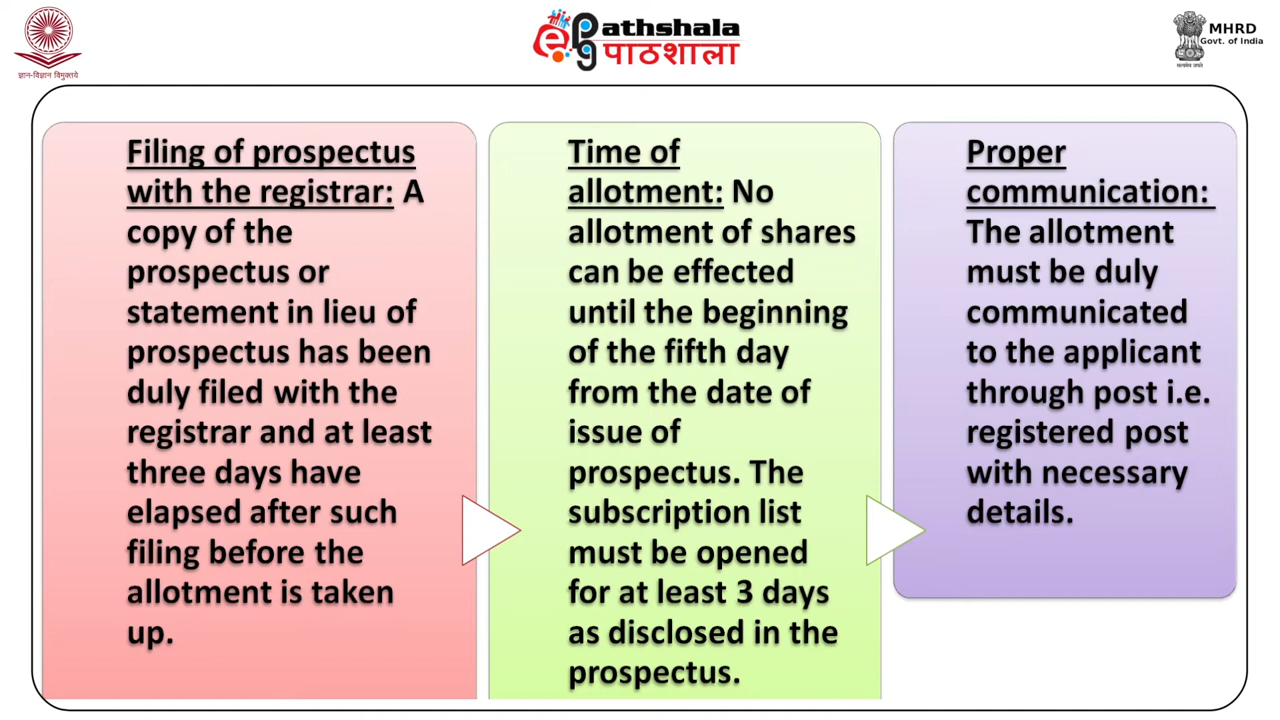 ज्ञान-विज्ञान विमुक्तये
epg
athshala
पाठशाला
MHRD
Govt. of India
सत्यमेव जयते
Filing of prospectus
with the registrar: A
copy of the
prospectus or
statement in lieu of
prospectus has been
duly filed with the
registrar and at least
three days have
elapsed after such
filing before the
allotment is taken
up.
Time of
allotment: No
allotment of shares
can be effected
until the beginning
of the fifth day
from the date of
issue of
prospectus. The
subscription list
must be opened
for at least 3 days
as disclosed in the
prospectus.
Proper
communication:
The allotment
must be duly
communicated
to the applicant
through post i.e.
registered post
with necessary
details.